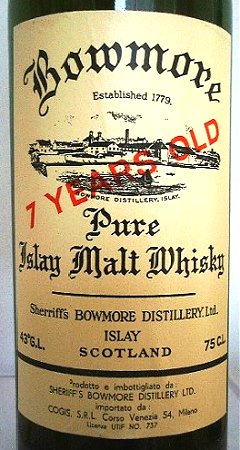 Bowmore
Established 1779.
BOWMORE DISTILLERY, ISLAY.
7 YEARS OLD
Pure
Islay Malt Whisky
Sherriff's BOWMORE DISTILLERY, Ltd.
ISLAY
43°G.L. 75 CL.
SCOTLAND
Prodotto e imbottigliato da:
SHERIFF'S BOWMORE DISTILLERY LTD.
importato da:
COGIS, S.R.L. Corso Venezia 54, Milano
Licenza UTIF NO. 737